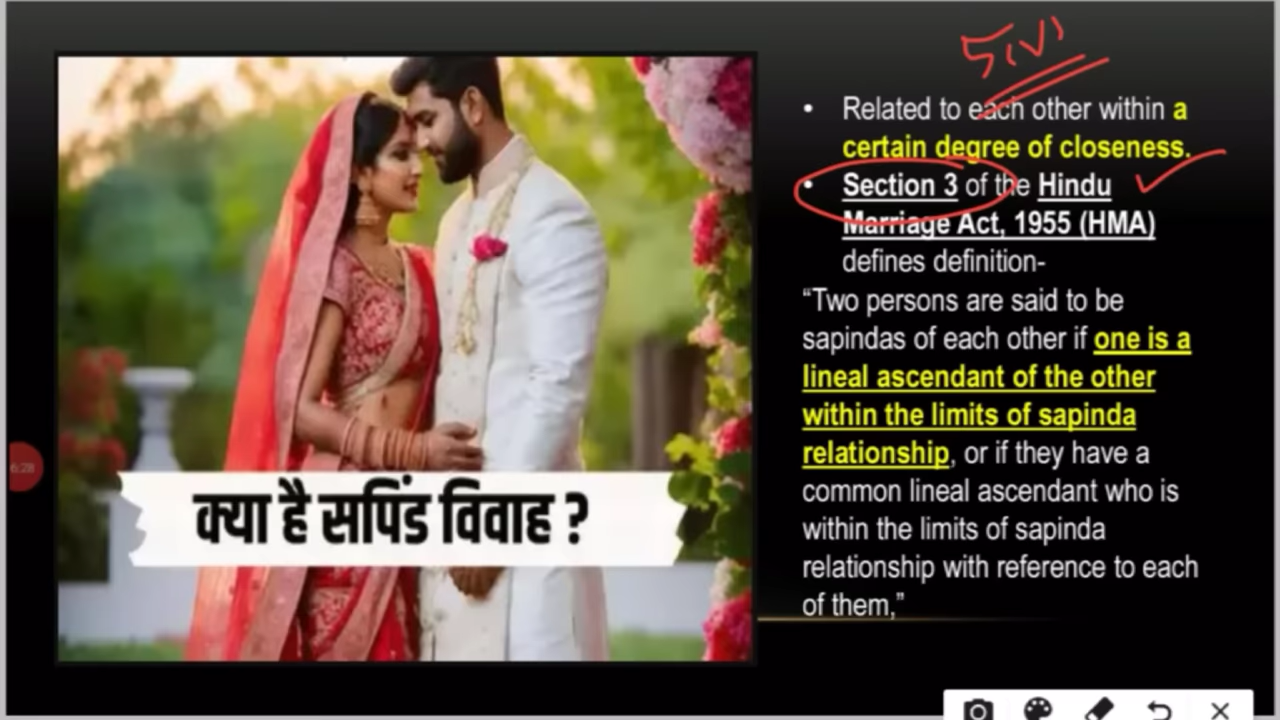 5(v)
• Related to each other within a
certain degree of closeness.
• Section 3 of the Hindu
Marriage Act, 1955 (HMA)
defines definition-
“Two persons are said to be
sapindas of each other if one is a
lineal ascendant of the other
within the limits of sapinda
relationship, or if they have a
common lineal ascendant who is
within the limits of sapinda
relationship with reference to each
of them,”
क्या है सपिंड विवाह ?
6:28